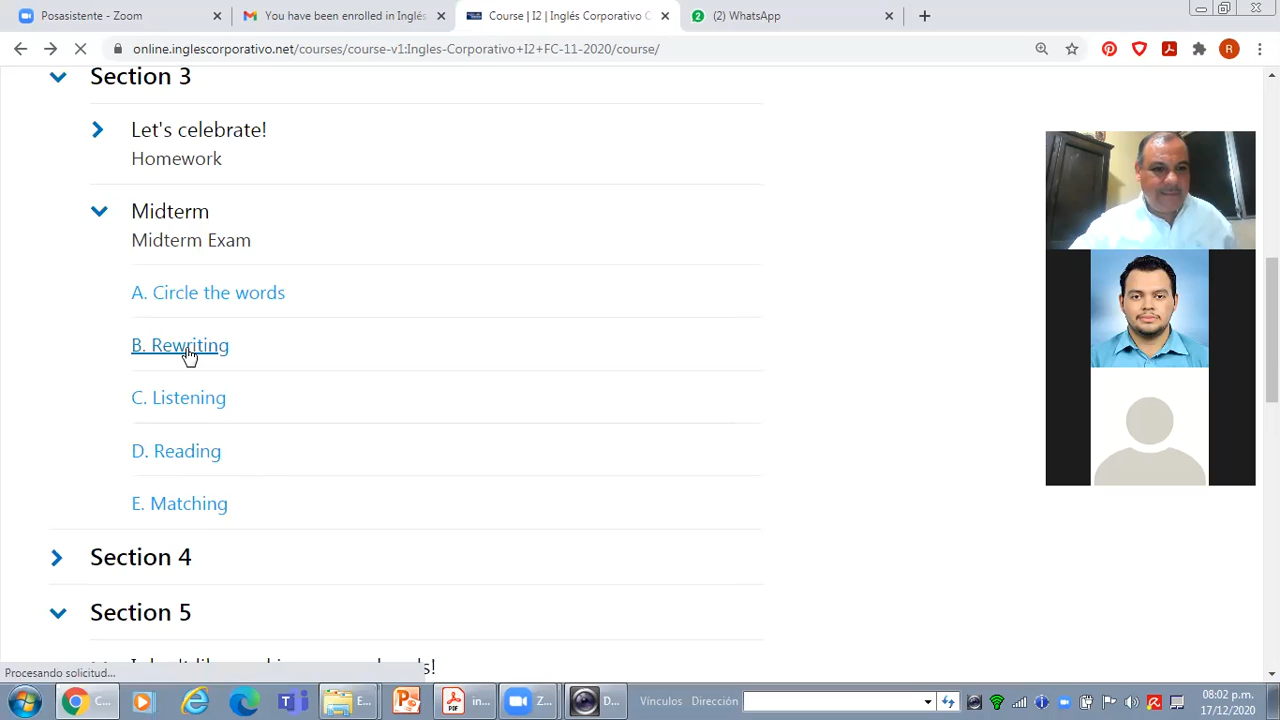 Posasistente - Zoom
You have been enrolled in Inglés
Course | I2 | Inglés Corporativo C
(2) WhatsApp
online.inglescorporativo.net/courses/course-v1:Ingles-Corporativo+I2+FC-11-2020/course/
R
Section 3
Let's celebrate!
Homework
Midterm
Midterm Exam
A. Circle the words
B. Rewriting
C. Listening
D. Reading
E. Matching
Section 4
Section 5
Procesando solicitud...
C...
E...
in...
Z...
D...
Vínculos
Dirección
08:02 p.m.
17/12/2020